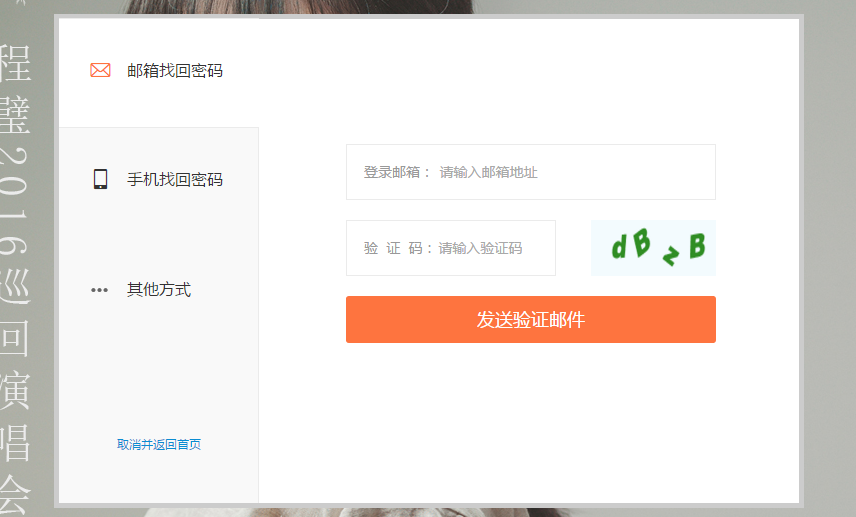 程璧2016巡回演唱会
邮箱找回密码
手机找回密码
其他方式
取消并返回首页
登录邮箱： 请输入邮箱地址
验 证 码： 请输入验证码
dBzB
发送验证邮件